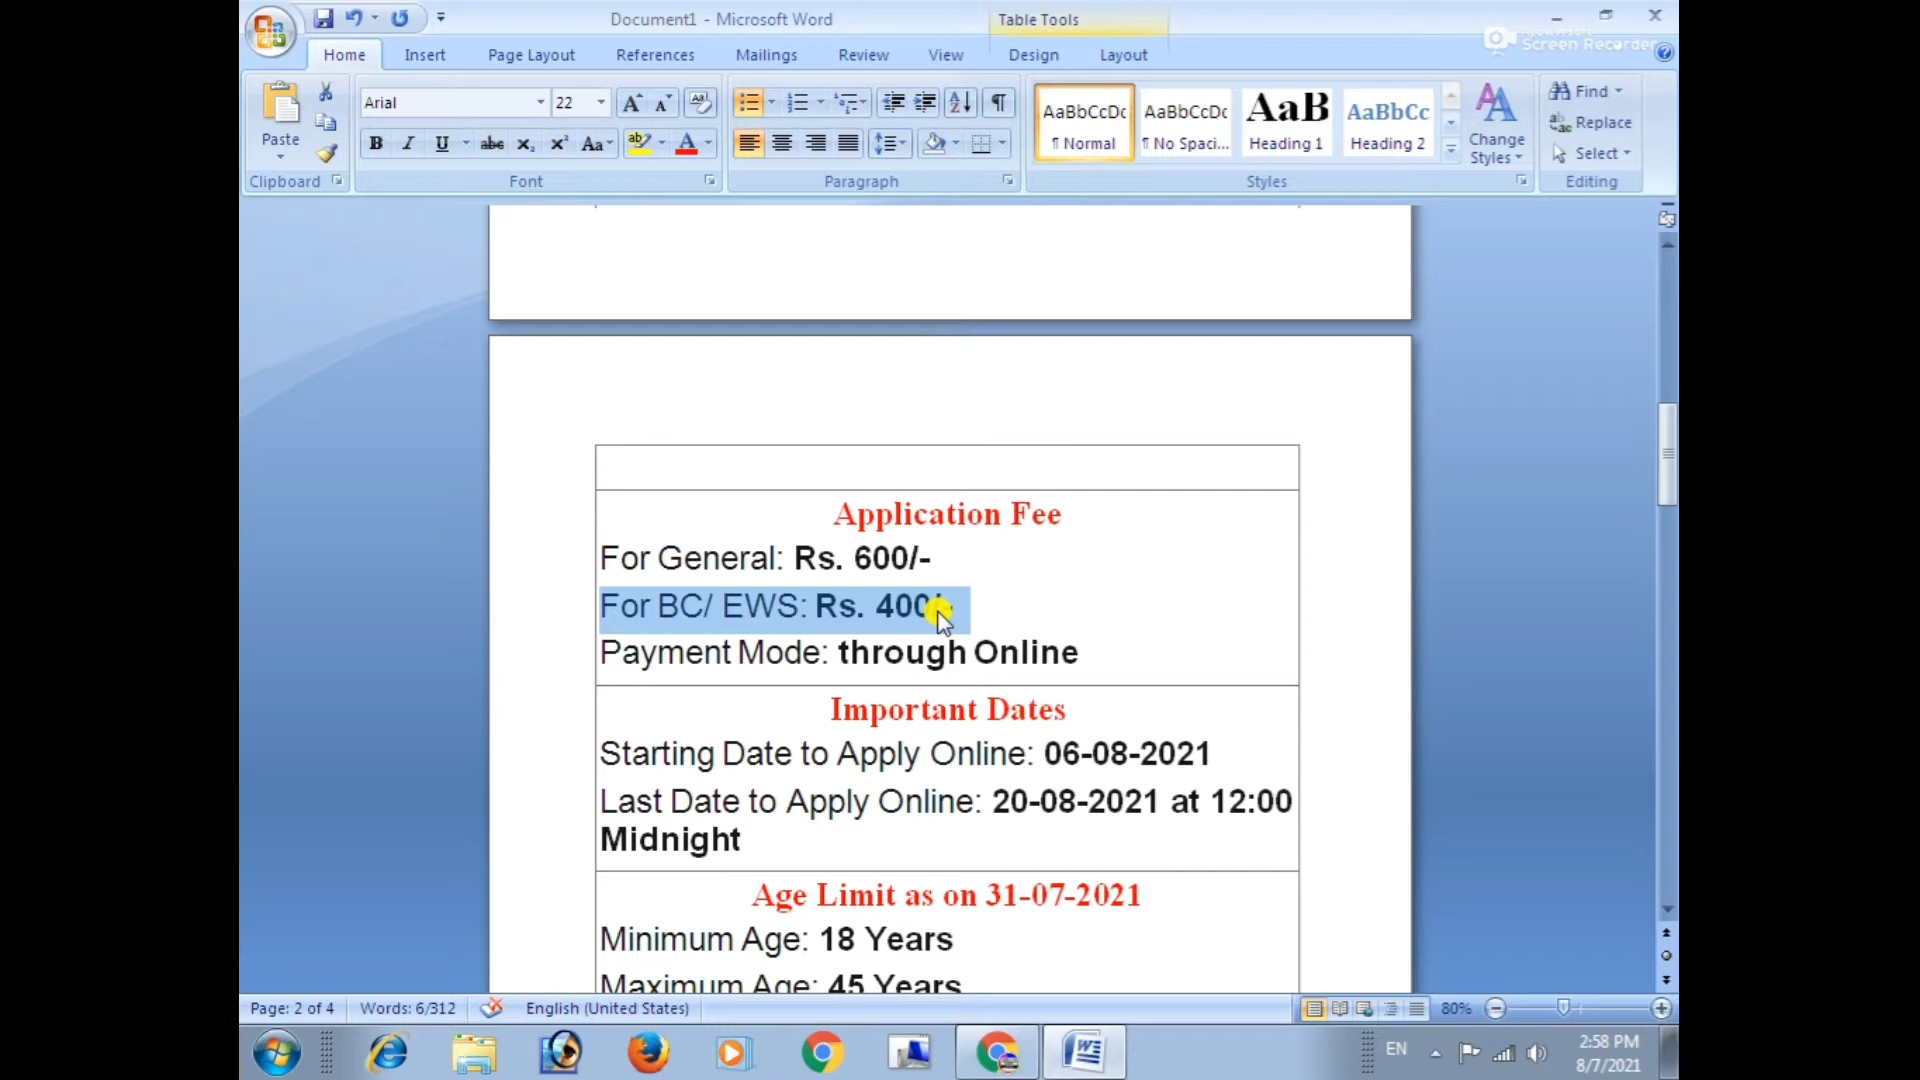 Document1 - Microsoft Word
Table Tools
Screen Recorder
Home Insert Page Layout References Mailings Review View Design Layout
Paste
Arial
22
AaBbCcDc
¶ Normal
AaBbCcDc
¶ No Spaci...
AaB
Heading 1
AaBbCc
Heading 2
Change
Styles
Find
Replace
Select
Clipboard Font Paragraph Styles Editing
Application Fee
For General: Rs. 600/-
For BC/ EWS: Rs. 400/-
Payment Mode: through Online
Important Dates
Starting Date to Apply Online: 06-08-2021
Last Date to Apply Online: 20-08-2021 at 12:00
Midnight
Age Limit as on 31-07-2021
Minimum Age: 18 Years
Maximum Age: 45 Years
Page: 2 of 4 Words: 6/312 English (United States) 80%
EN
2:58 PM
8/7/2021